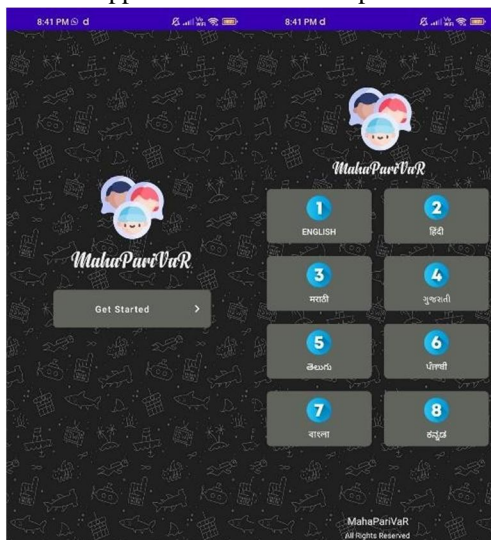 8:41 PM d
MahaPariVaR
Get Started
8:41 PM d
MahaPariVaR
1
ENGLISH
2
हिंदी
3
मराठी
4
ગુજરાતી
5
తెలుగు
6
ਪੰਜਾਬੀ
7
বাংলা
8
ಕನ್ನಡ
MahaPariVaR
All Rights Reserved